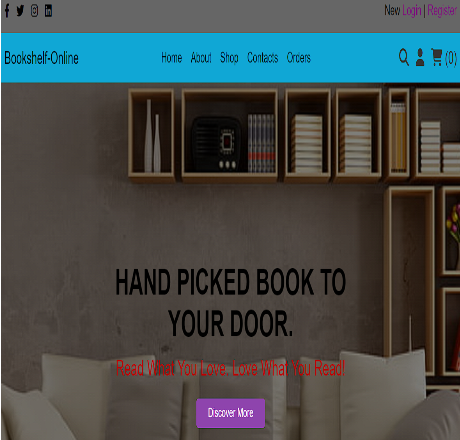 New Login | Register
Bookshelf-Online
Home About Shop Contacts Orders
(0)
HAND PICKED BOOK TO
YOUR DOOR.
Read What You Love. Love What You Read!
Discover More